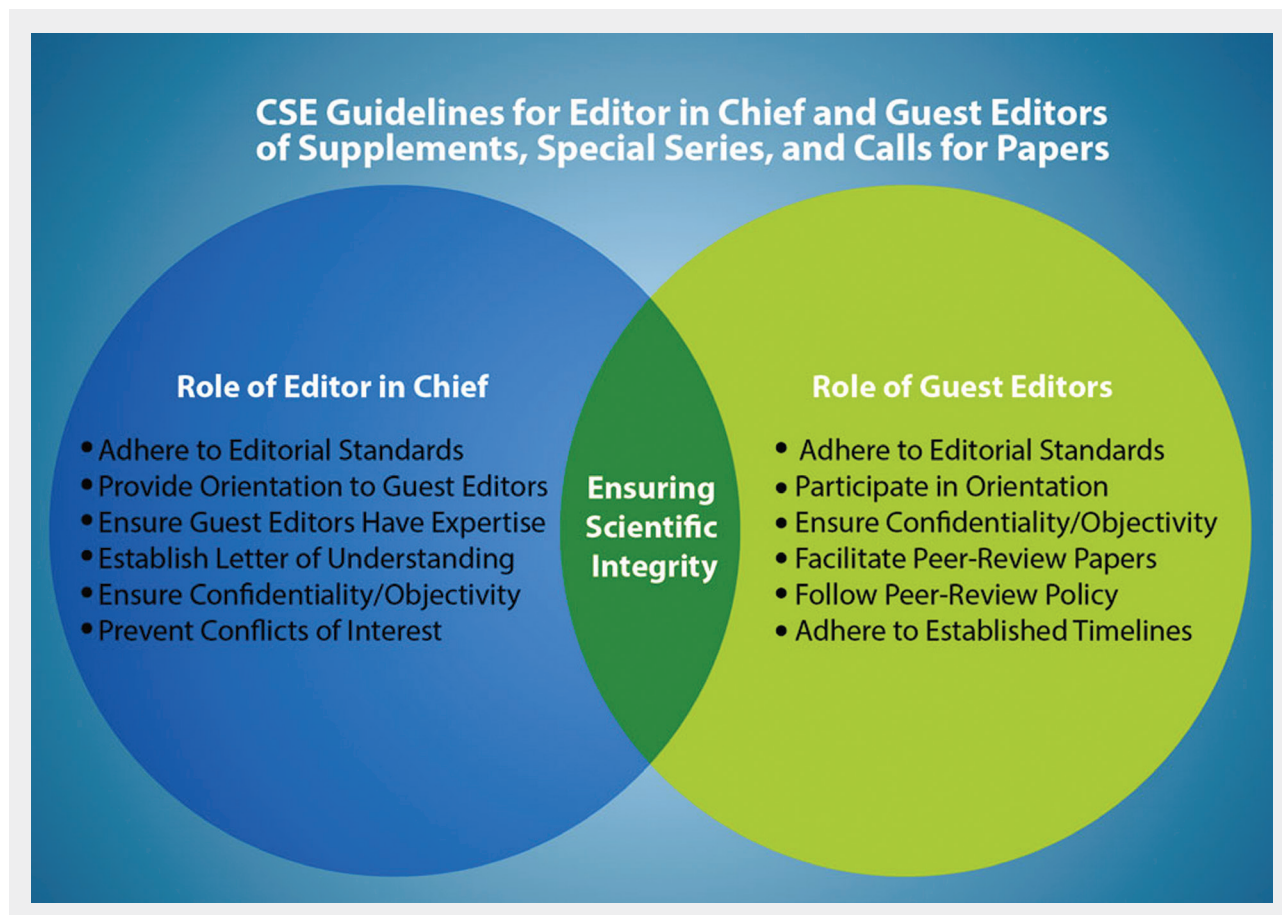 CSE Guidelines for Editor in Chief and Guest Editors
of Supplements, Special Series, and Calls for Papers
Role of Editor in Chief
• Adhere to Editorial Standards
• Provide Orientation to Guest Editors
• Ensure Guest Editors Have Expertise
• Establish Letter of Understanding
• Ensure Confidentiality/Objectivity
• Prevent Conflicts of Interest
Ensuring
Scientific
Integrity
Role of Guest Editors
• Adhere to Editorial Standards
• Participate in Orientation
• Ensure Confidentiality/Objectivity
• Facilitate Peer-Review Papers
• Follow Peer-Review Policy
• Adhere to Established Timelines